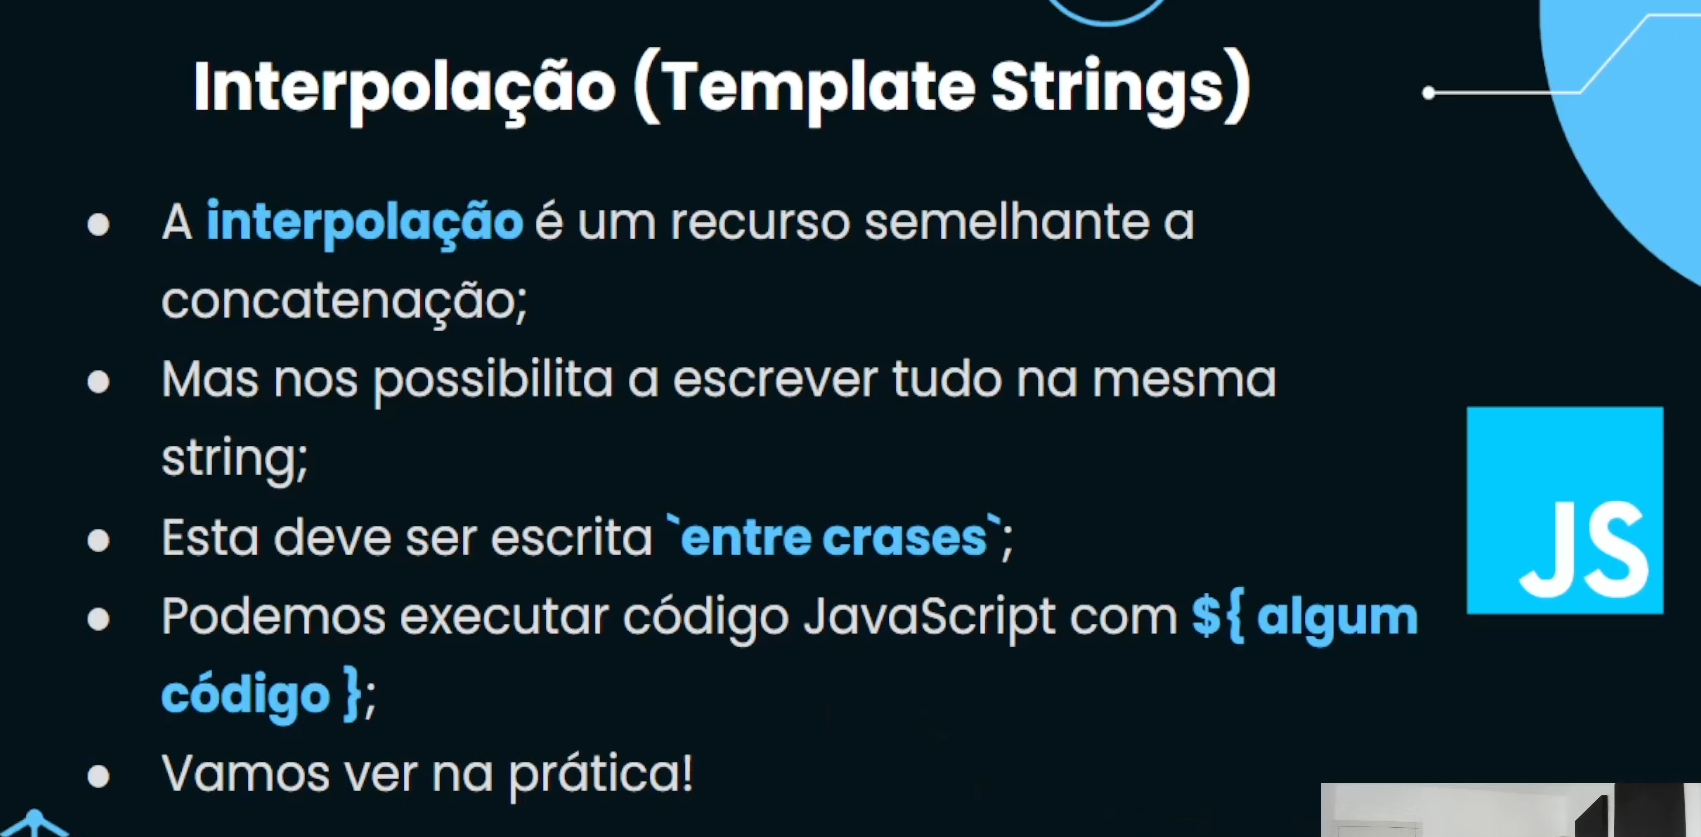 Interpolação (Template Strings)
● A interpolação é um recurso semelhante a
concatenação;
● Mas nos possibilita a escrever tudo na mesma
string;
● Esta deve ser escrita `entre crases`;
● Podemos executar código JavaScript com ${ algum
código };
● Vamos ver na prática!
JS